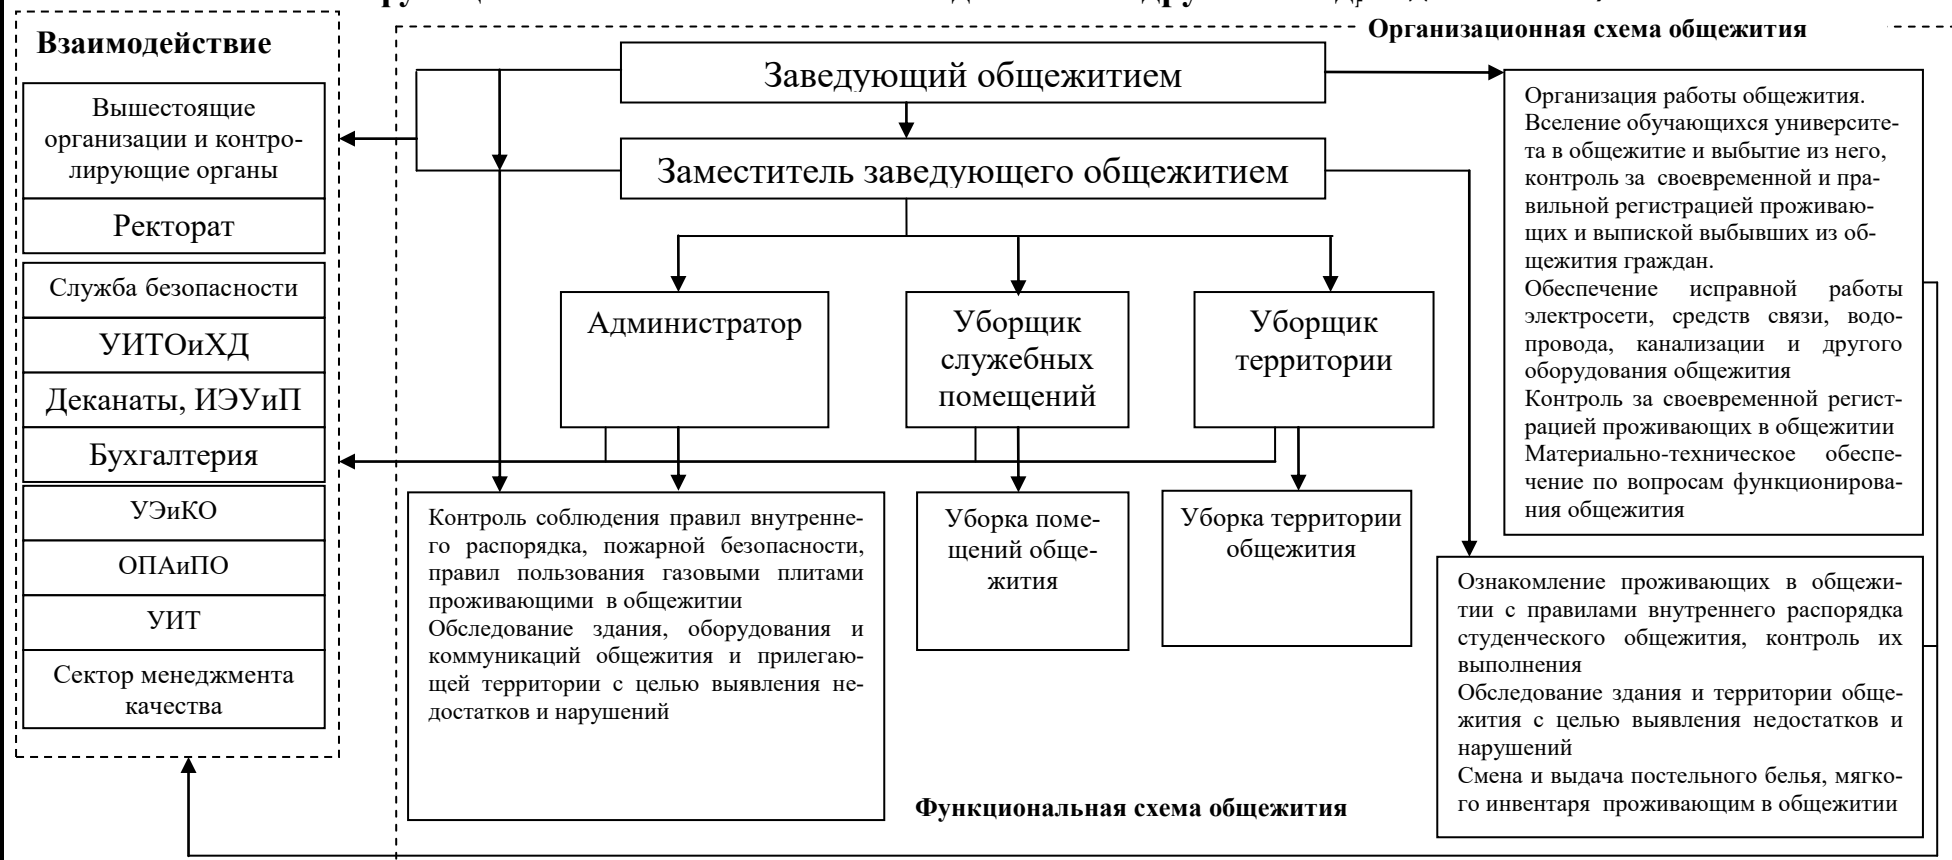 Организационная схема общежития
Взаимодействие
Вышестоящие
организации и контро-
лирующие органы
Ректорат
Служба безопасности
УИТОиХД
Деканаты, ИЭУиП
Бухгалтерия
УЭиКО
ОПАиПО
УИТ
Сектор менеджмента
качества
Заведующий общежитием
Заместитель заведующего общежитием
Администратор
Уборщик
служебных
помещений
Уборщик
территории
Контроль соблюдения правил внутренне-
го распорядка, пожарной безопасности,
правил пользования газовыми плитами
проживающими в общежитии
Обследование здания, оборудования и
коммуникаций общежития и прилегаю-
щей территории с целью выявления не-
достатков и нарушений
Уборка поме-
щений обще-
жития
Уборка территории
общежития
Организация работы общежития.
Вселение обучающихся университе-
та в общежитие и выбытие из него,
контроль за своевременной и пра-
вильной регистрацией проживаю-
щих и выпиской выбывших из об-
щежития граждан.
Обеспечение исправной работы
электросети, средств связи, водо-
провода, канализации и другого
оборудования общежития
Контроль за своевременной регист-
рацией проживающих в общежитии
Материально-техническое обеспе-
чение по вопросам функционирова-
ния общежития
Ознакомление проживающих в общежи-
тии с правилами внутреннего распорядка
студенческого общежития, контроль их
выполнения
Обследование здания и территории обще-
жития с целью выявления недостатков и
нарушений
Смена и выдача постельного белья, мягко-
го инвентаря проживающим в общежитии
Функциональная схема общежития